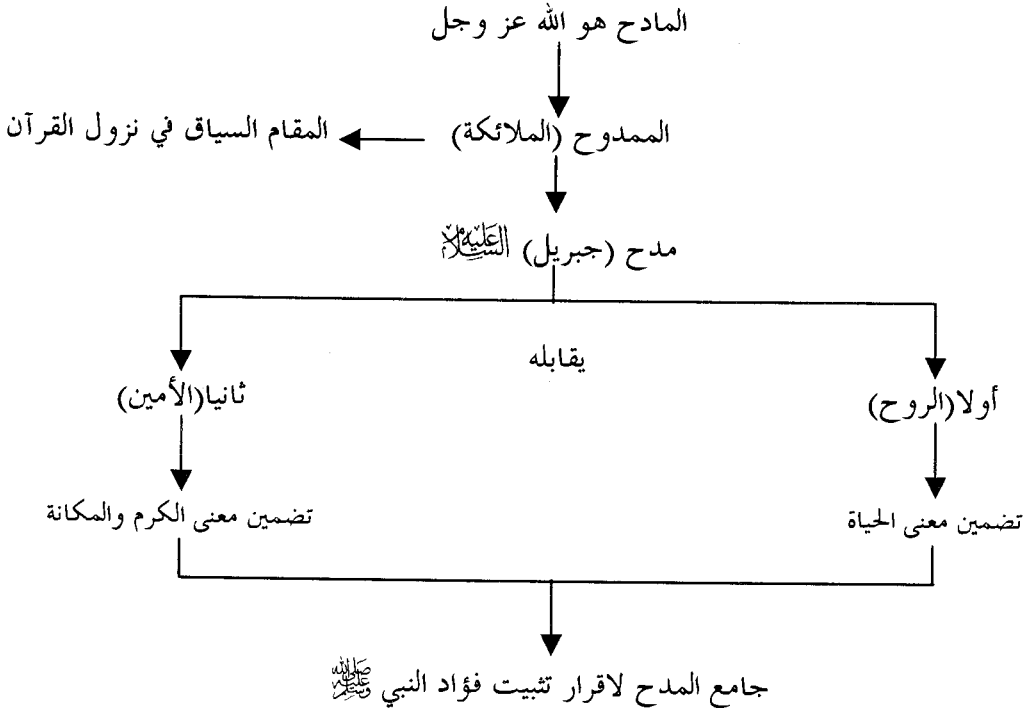 المادح هو الله عز وجل
الممدوح (الملائكة)
المقام السياق في نزول القرآن
مدح (جبريل) عليه السلام
يقابله
أولا(الروح)
ثانيا(الأمين)
تضمين معنى الحياة
تضمين معنى الكرم والمكانة
جامع المدح لاقرار تثبيت فؤاد النبي ﷺ